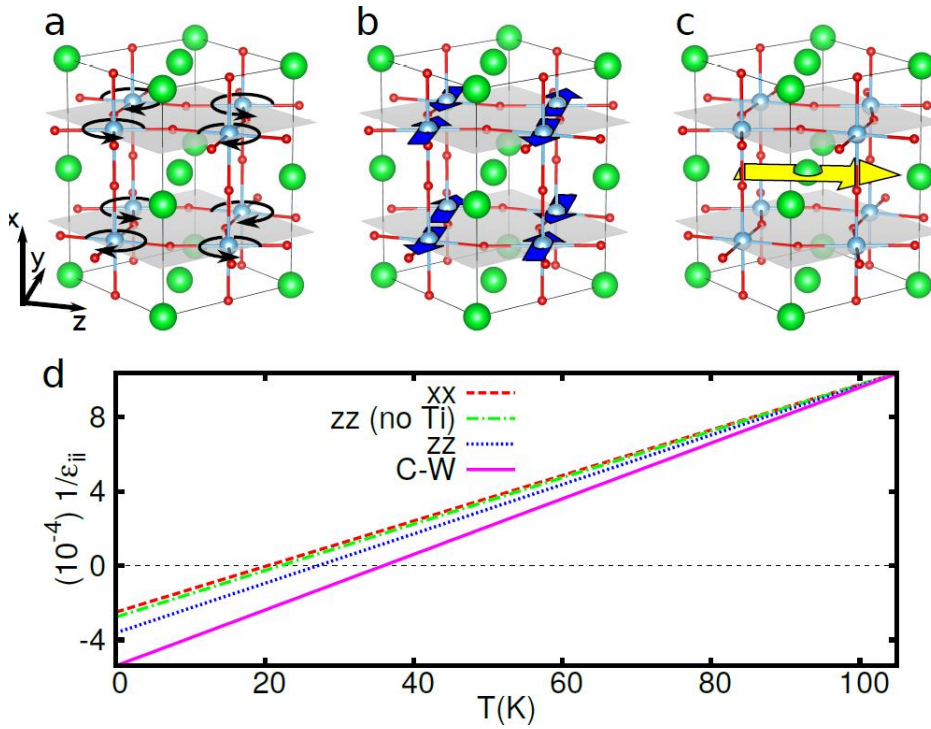 a b c
x
y
z
d
xx
zz (no Ti)
zz
C-W
(10⁻⁴) 1/εᵢᵢ
8
4
0
-4
0 20 40 60 80 100
T(K)